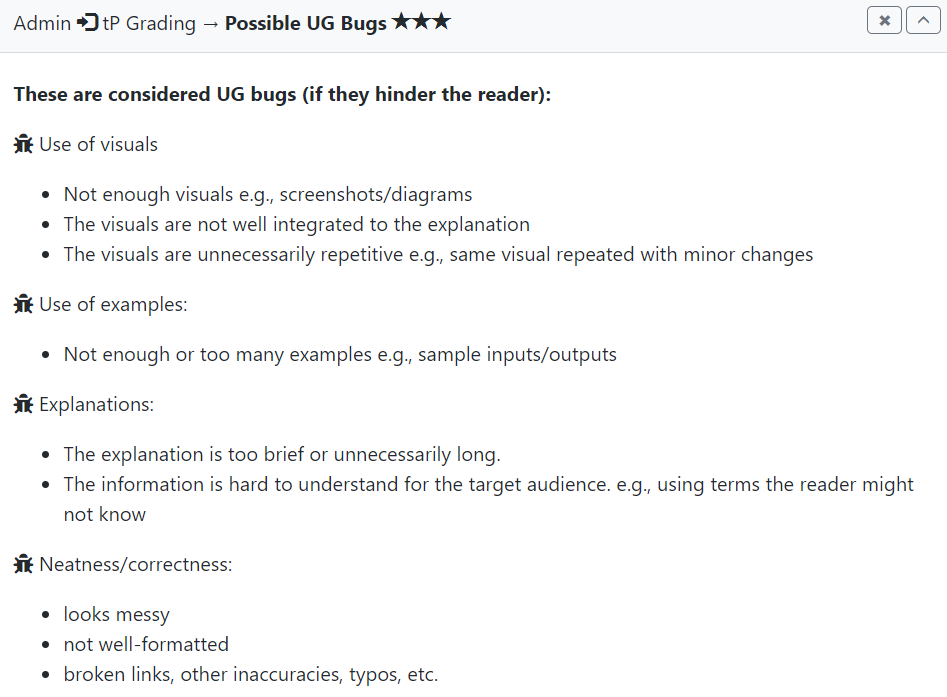 Admin tP Grading → Possible UG Bugs ★★★
These are considered UG bugs (if they hinder the reader):
Use of visuals
• Not enough visuals e.g., screenshots/diagrams
• The visuals are not well integrated to the explanation
• The visuals are unnecessarily repetitive e.g., same visual repeated with minor changes
Use of examples:
• Not enough or too many examples e.g., sample inputs/outputs
Explanations:
• The explanation is too brief or unnecessarily long.
• The information is hard to understand for the target audience. e.g., using terms the reader might
not know
Neatness/correctness:
• looks messy
• not well-formatted
• broken links, other inaccuracies, typos, etc.